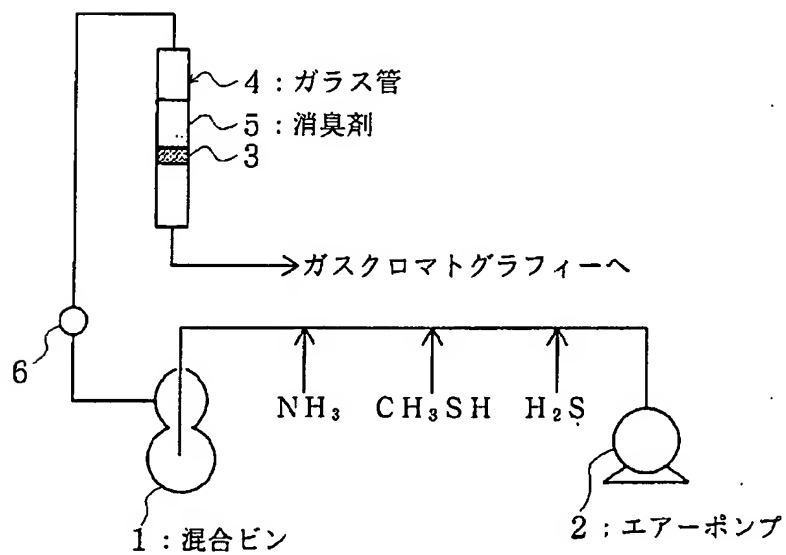 4：ガラス管
5：消臭剤
3
ガスクロマトグラフィーへ
6
NH₃ CH₃SH H₂S
1：混合ビン
2；エアーポンプ